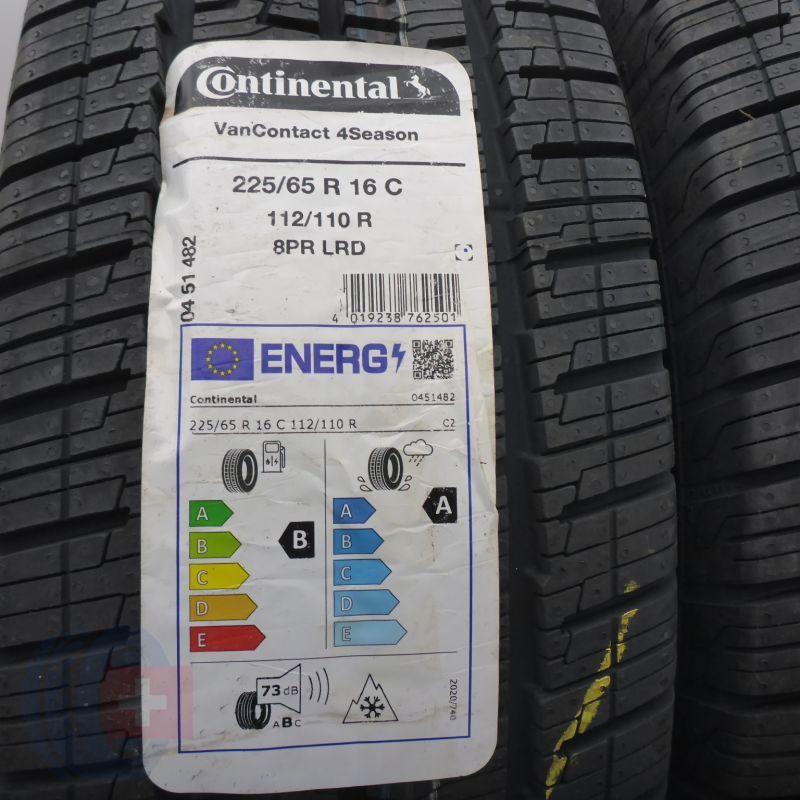 Continental
VanContact 4Season
225/65 R 16 C
112/110 R
8PR LRD
04 51 482
4 019238 762501
ENERG
Continental 0451482
225/65 R 16 C 112/110 R C2
A A A
B B B
C C
D D
E E
73 dB
ABC
2020/740